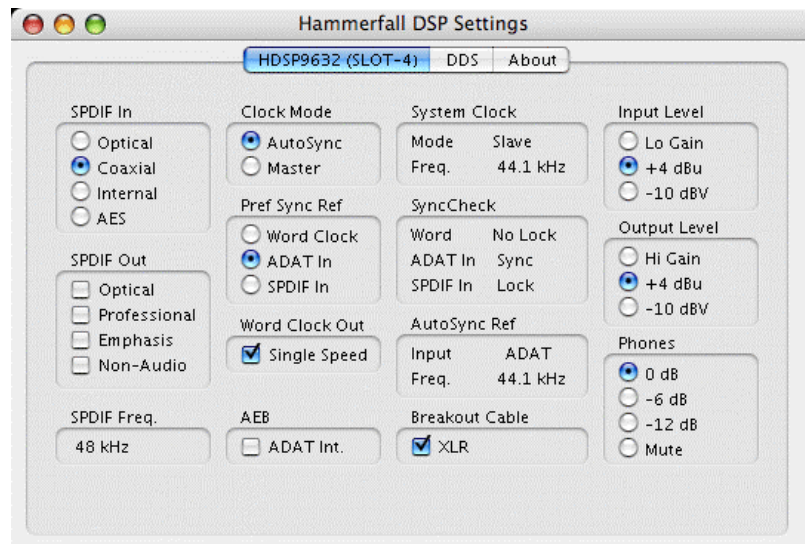 Hammerfall DSP Settings
HDSP9632 (SLOT-4) DDS About
SPDIF In
Optical
Coaxial
Internal
AES
SPDIF Out
Optical
Professional
Emphasis
Non-Audio
SPDIF Freq.
48 kHz
Clock Mode
AutoSync
Master
Pref Sync Ref
Word Clock
ADAT In
SPDIF In
Word Clock Out
Single Speed
AEB
ADAT Int.
System Clock
Mode Slave
Freq. 44.1 kHz
SyncCheck
Word No Lock
ADAT In Sync
SPDIF In Lock
AutoSync Ref
Input ADAT
Freq. 44.1 kHz
Breakout Cable
XLR
Input Level
Lo Gain
+4 dBu
-10 dBV
Output Level
Hi Gain
+4 dBu
-10 dBV
Phones
0 dB
-6 dB
-12 dB
Mute